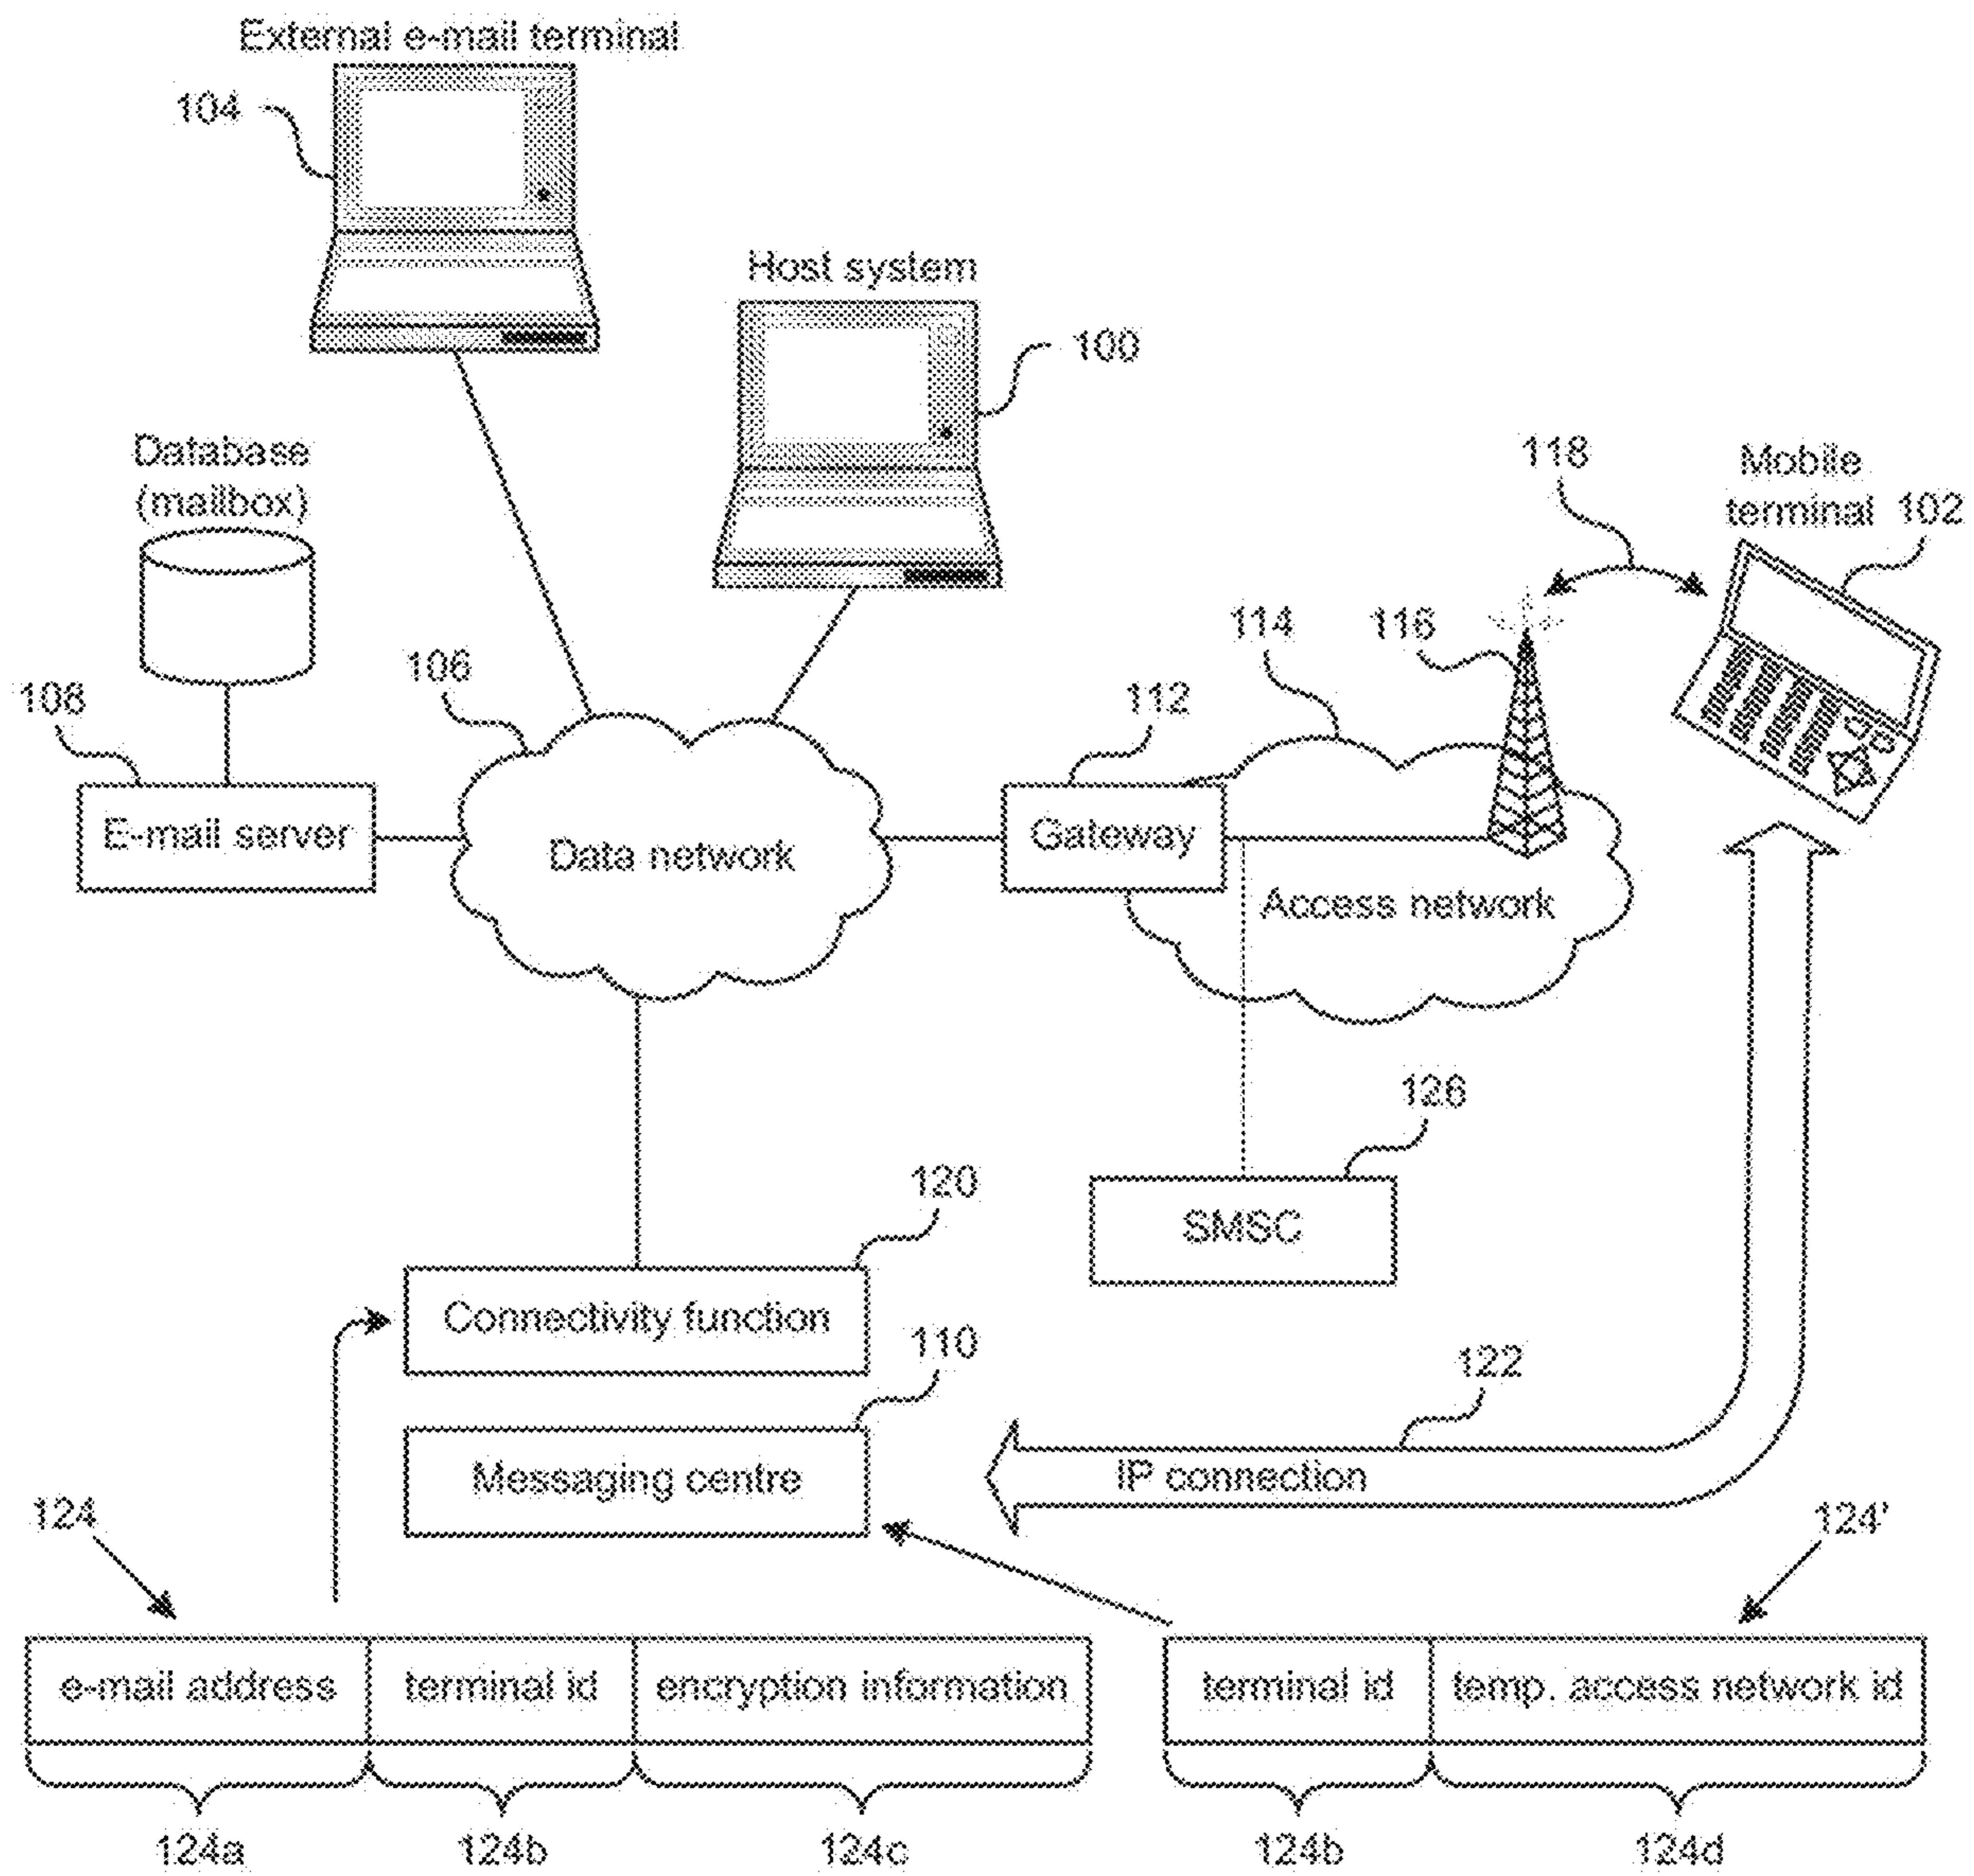 External e-mail terminal
104
Host system
100
Database
(mailbox)
118
Mobile
terminal 102
114
116
106
112
108
E-mail server
Data network
Gateway
Access network
126
SMSC
120
Connectivity function
110
Messaging centre
122
IP connection
124
124'
e-mail address
terminal id
encryption information
terminal id
temp. access network id
124a
124b
124c
124b
124d